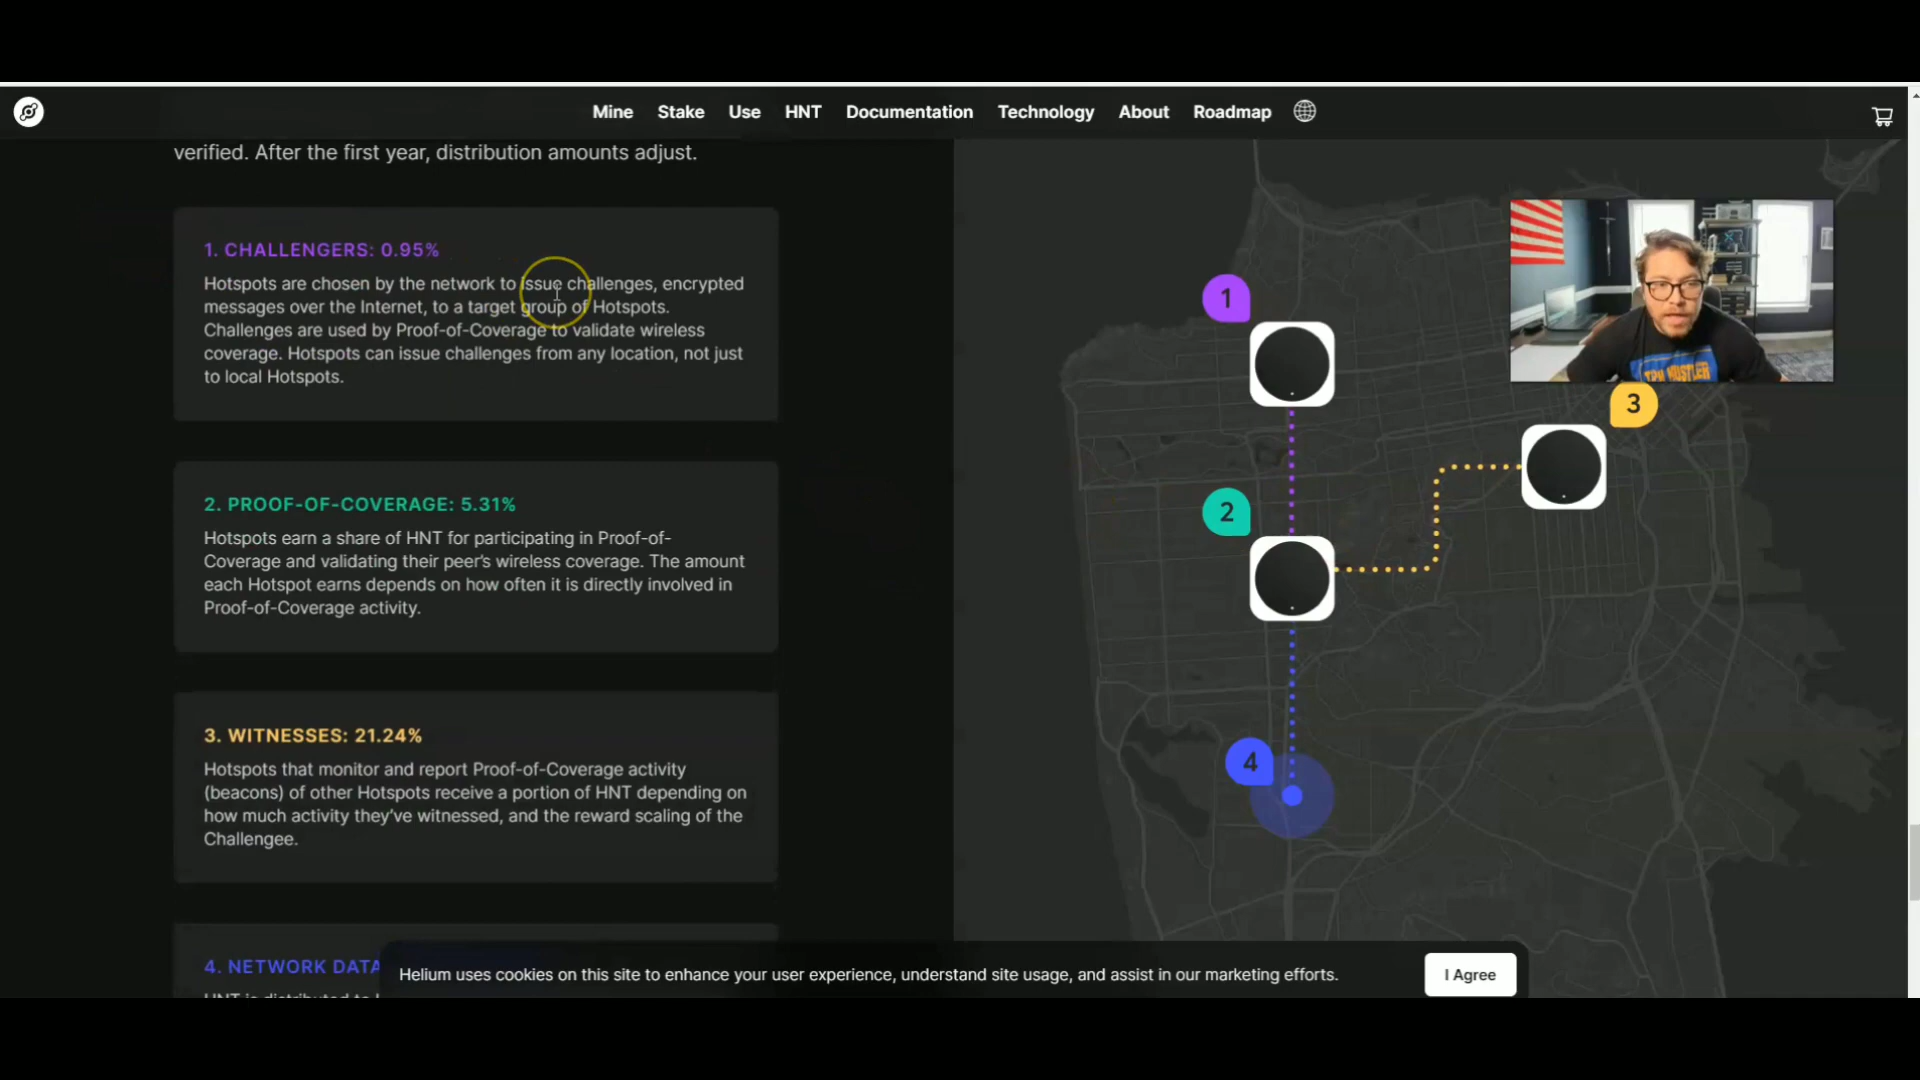 Mine Stake Use HNT Documentation Technology About Roadmap
verified. After the first year, distribution amounts adjust.
1. CHALLENGERS: 0.95%
Hotspots are chosen by the network to issue challenges, encrypted
messages over the Internet, to a target group of Hotspots.
Challenges are used by Proof-of-Coverage to validate wireless
coverage. Hotspots can issue challenges from any location, not just
to local Hotspots.
2. PROOF-OF-COVERAGE: 5.31%
Hotspots earn a share of HNT for participating in Proof-of-
Coverage and validating their peer's wireless coverage. The amount
each Hotspot earns depends on how often it is directly involved in
Proof-of-Coverage activity.
3. WITNESSES: 21.24%
Hotspots that monitor and report Proof-of-Coverage activity
(beacons) of other Hotspots receive a portion of HNT depending on
how much activity they've witnessed, and the reward scaling of the
Challengee.
4. NETWORK DATA
1
2
3
4
Helium uses cookies on this site to enhance your user experience, understand site usage, and assist in our marketing efforts.
I Agree